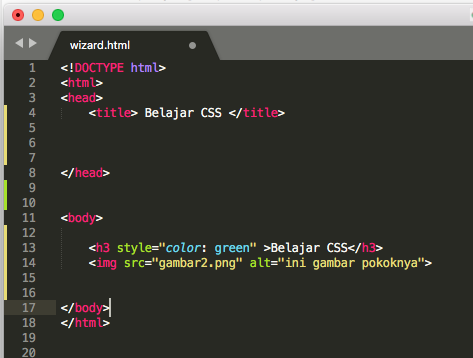 wizard.html
1 <!DOCTYPE html>
2 <html>
3 <head>
4 <title> Belajar CSS </title>
5
6
7
8 </head>
9
10
11 <body>
12
13 <h3 style="color: green" >Belajar CSS</h3>
14 <img src="gambar2.png" alt="ini gambar pokoknya">
15
16
17 </body>
18 </html>
19
20